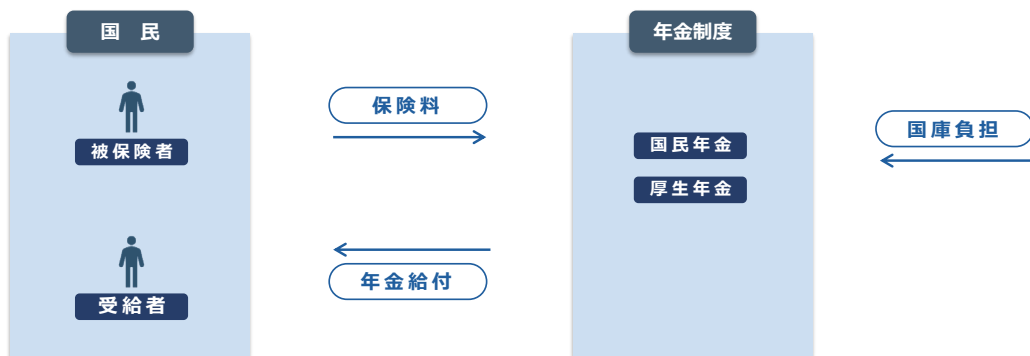 国民
年金制度
保険料
被保険者
国民年金
厚生年金
国庫負担
年金給付
受給者